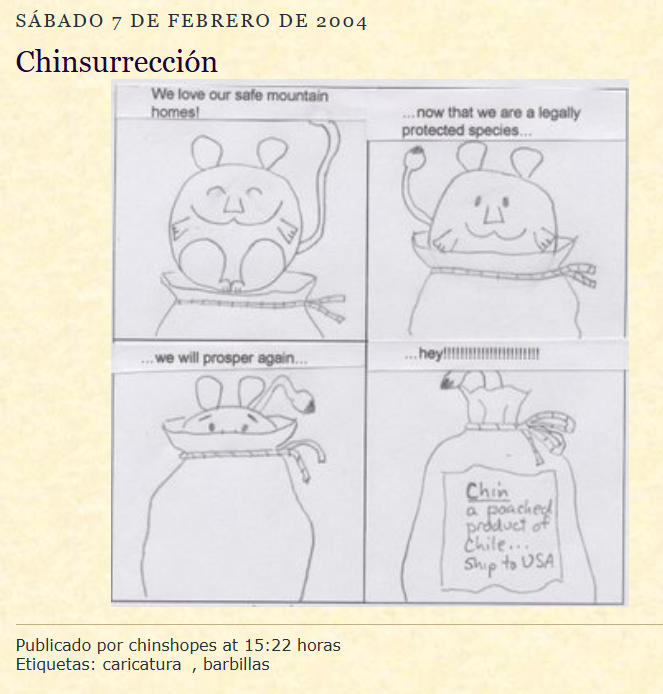 SÁBADO 7 DE FEBRERO DE 2004
Chinsurrección
We love our safe mountain
homes!
...now that we are a legally
protected species...
...we will prosper again...
...hey!!!!!!!!!!!!!!!!!!!!!!!!!
Chin
a poached
product of
Chile...
Ship to USA
Publicado por chinshopes at 15:22 horas
Etiquetas: caricatura , barbillas